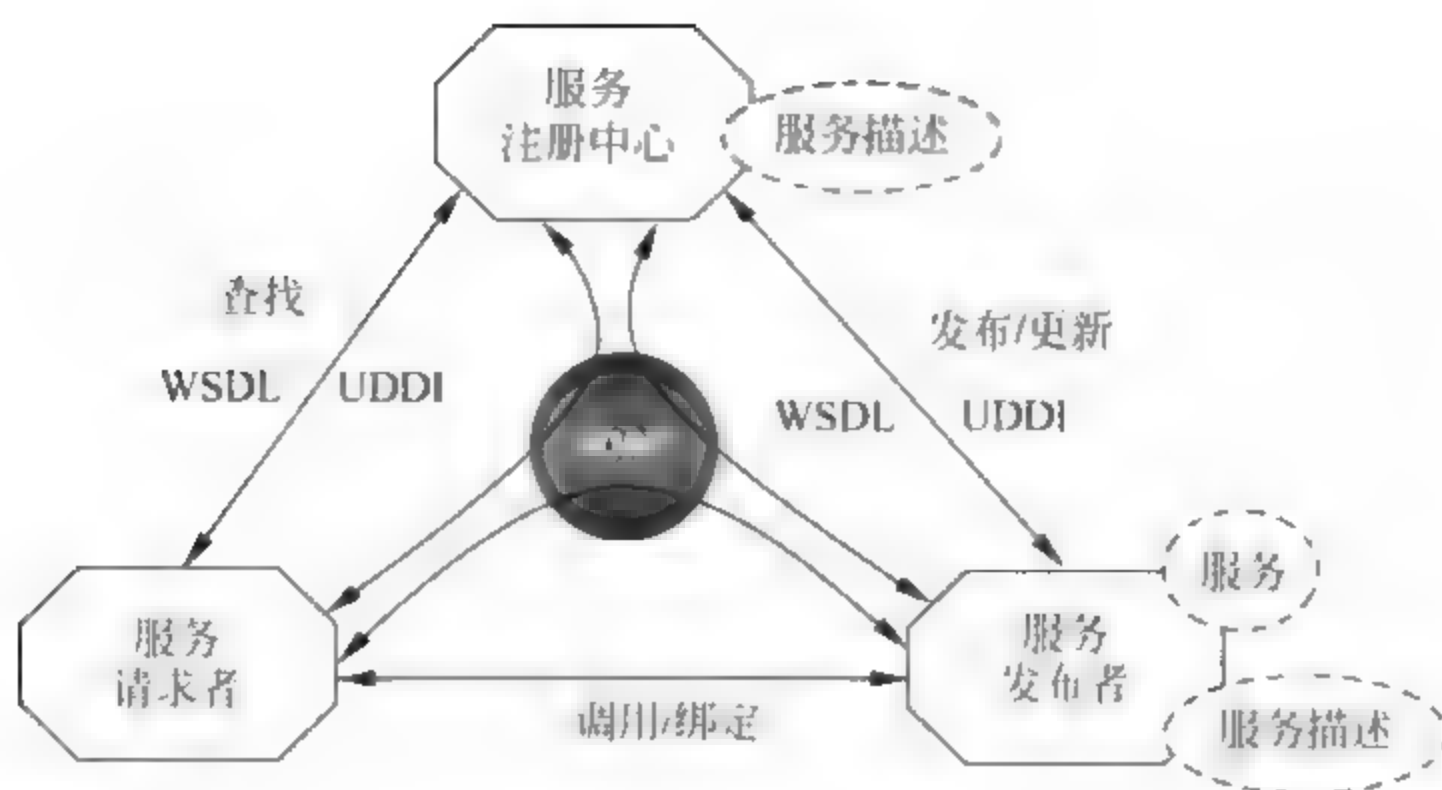 服务
注册中心
服务描述
查找
发布/更新
WSDL
UDDI
WSDL
UDDI
服务
服务
请求者
服务
发布者
调用/绑定
服务描述